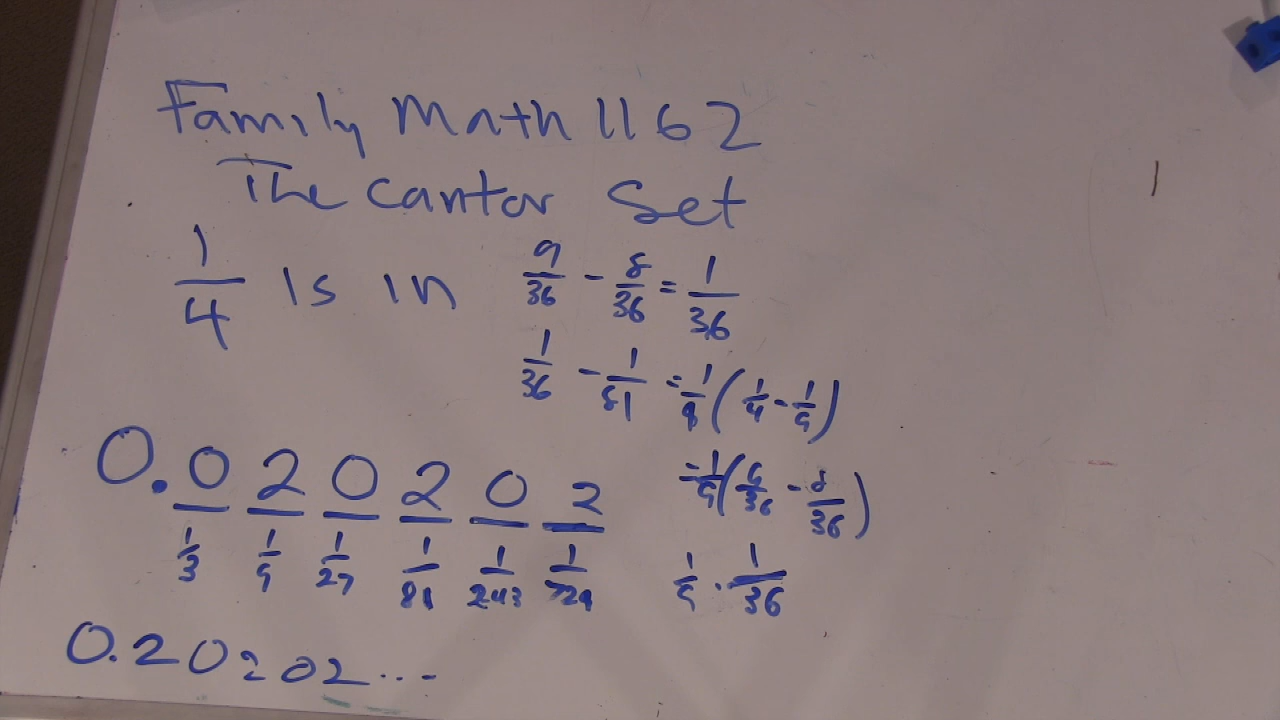 Family Math 1162
The Cantor Set
1/4 is in
9/36 - 8/36 = 1/36
1/36 - 1/81 = 1/9 (1/4 - 1/9)
= 1/9 (9/36 - 8/36)
1/9 · 1/36
0.020202
1/3 1/9 1/27 1/81 1/243 1/729
0.20202...